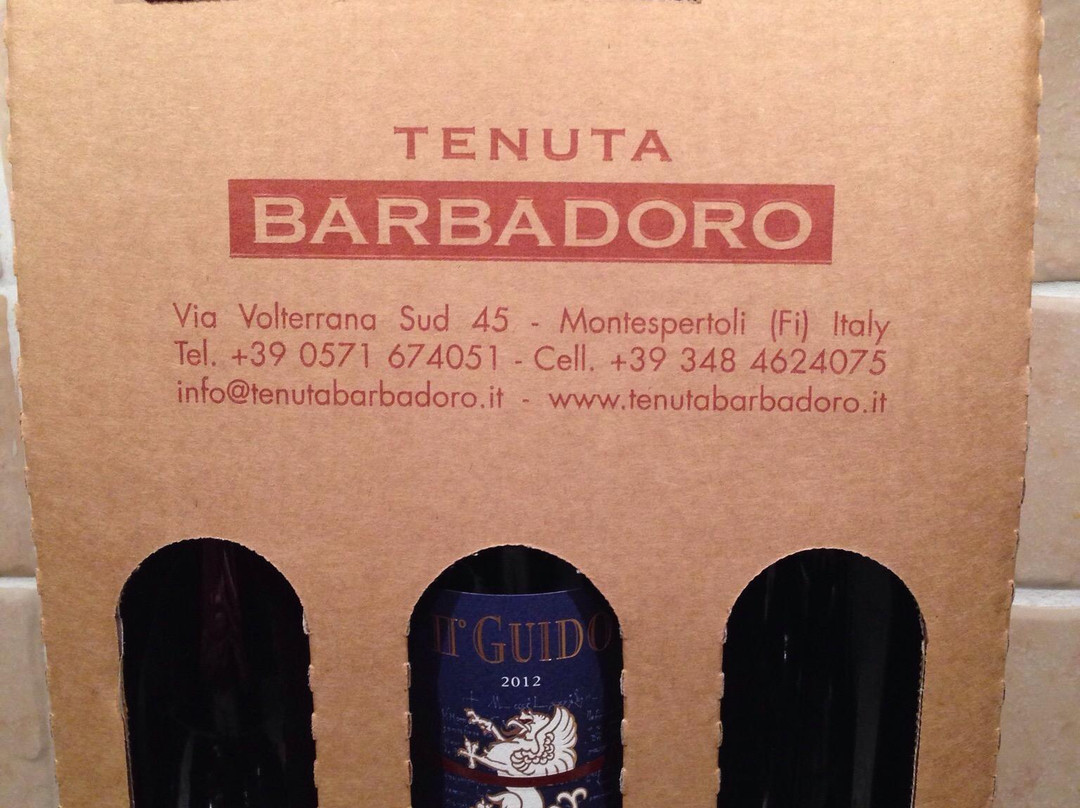 TENUTA
BARBADORO
Via Volterrana Sud 45 - Montespertoli (Fi) Italy
Tel. +39 0571 674051 - Cell. +39 348 4624075
info@tenutabarbadoro.it - www.tenutabarbadoro.it
II° GUIDO
2012